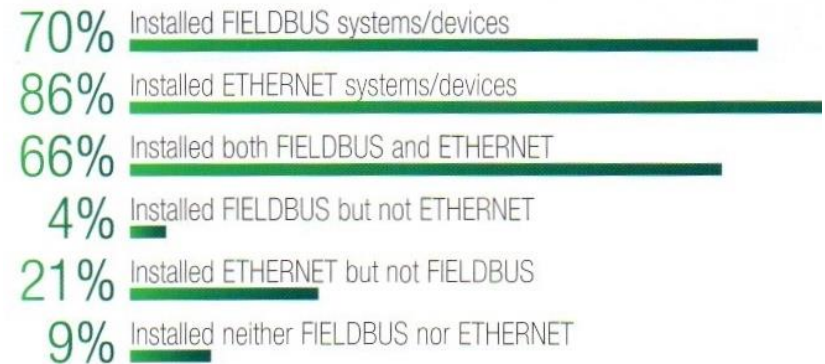 70% Installed FIELDBUS systems/devices
86% Installed ETHERNET systems/devices
66% Installed both FIELDBUS and ETHERNET
4% Installed FIELDBUS but not ETHERNET
21% Installed ETHERNET but not FIELDBUS
9% Installed neither FIELDBUS nor ETHERNET